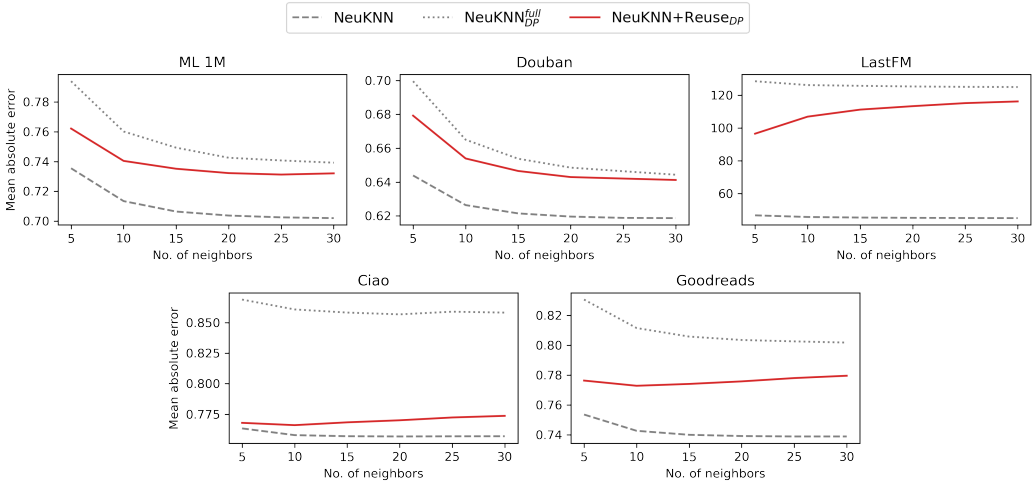 NeuKNN NeuKNN^{full}_{DP} NeuKNN+Reuse_{DP}
ML 1M
Mean absolute error
0.78
0.76
0.74
0.72
0.70
5 10 15 20 25 30
No. of neighbors
Douban
0.70
0.68
0.66
0.64
0.62
5 10 15 20 25 30
No. of neighbors
LastFM
120
100
80
60
5 10 15 20 25 30
No. of neighbors
Ciao
Mean absolute error
0.850
0.825
0.800
0.775
5 10 15 20 25 30
No. of neighbors
Goodreads
0.82
0.80
0.78
0.76
0.74
5 10 15 20 25 30
No. of neighbors